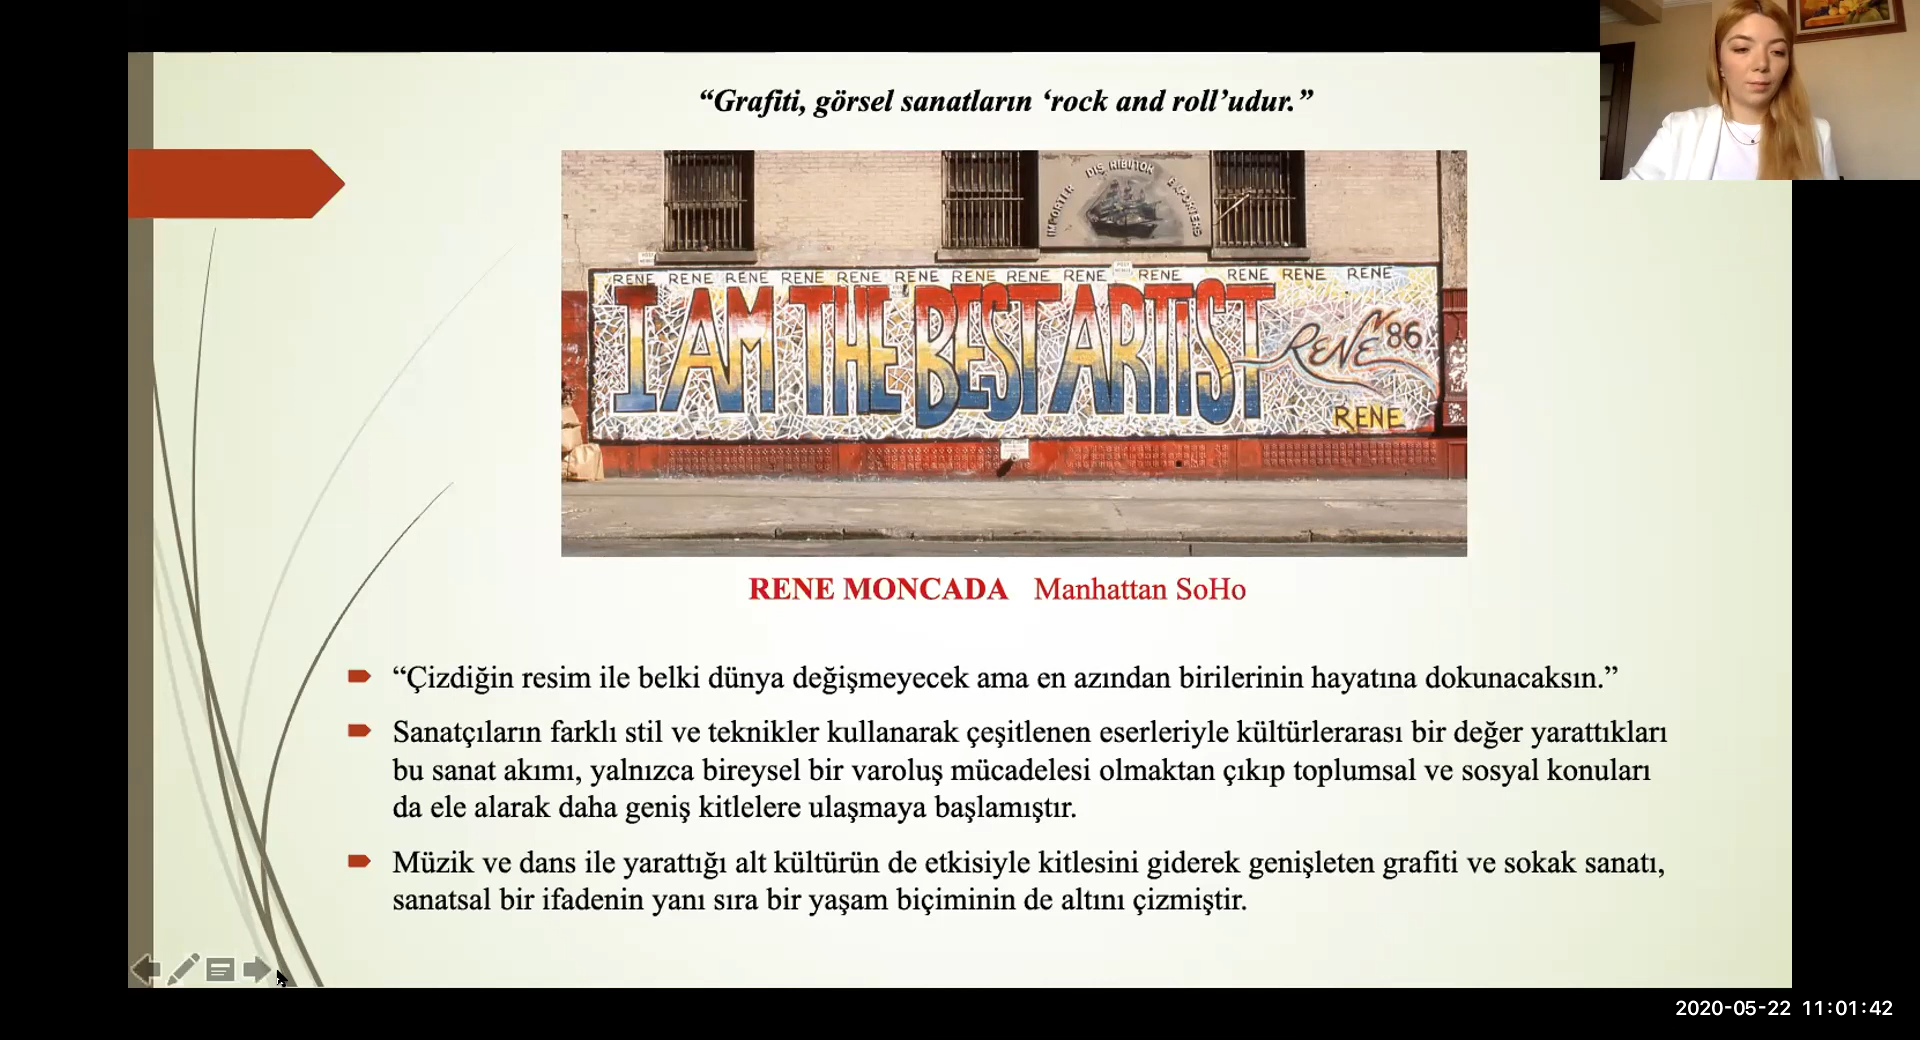 “Grafiti, görsel sanatların ‘rock and roll’udur.”
IMPORTER DISTRIBUTOR EXPORTERS
RENE RENE RENE RENE RENE RENE RENE RENE RENE RENE RENE RENE RENE
I AM THE BEST ARTIST
RENE 86
RENE
RENE MONCADA Manhattan SoHo
“Çizdiğin resim ile belki dünya değişmeyecek ama en azından birilerinin hayatına dokunacaksın.”
Sanatçıların farklı stil ve teknikler kullanarak çeşitlenen eserleriyle kültürlerarası bir değer yarattıkları
bu sanat akımı, yalnızca bireysel bir varoluş mücadelesi olmaktan çıkıp toplumsal ve sosyal konuları
da ele alarak daha geniş kitlelere ulaşmaya başlamıştır.
Müzik ve dans ile yarattığı alt kültürün de etkisiyle kitlesini giderek genişleten grafiti ve sokak sanatı,
sanatsal bir ifadenin yanı sıra bir yaşam biçiminin de altını çizmiştir.
2020-05-22 11:01:42